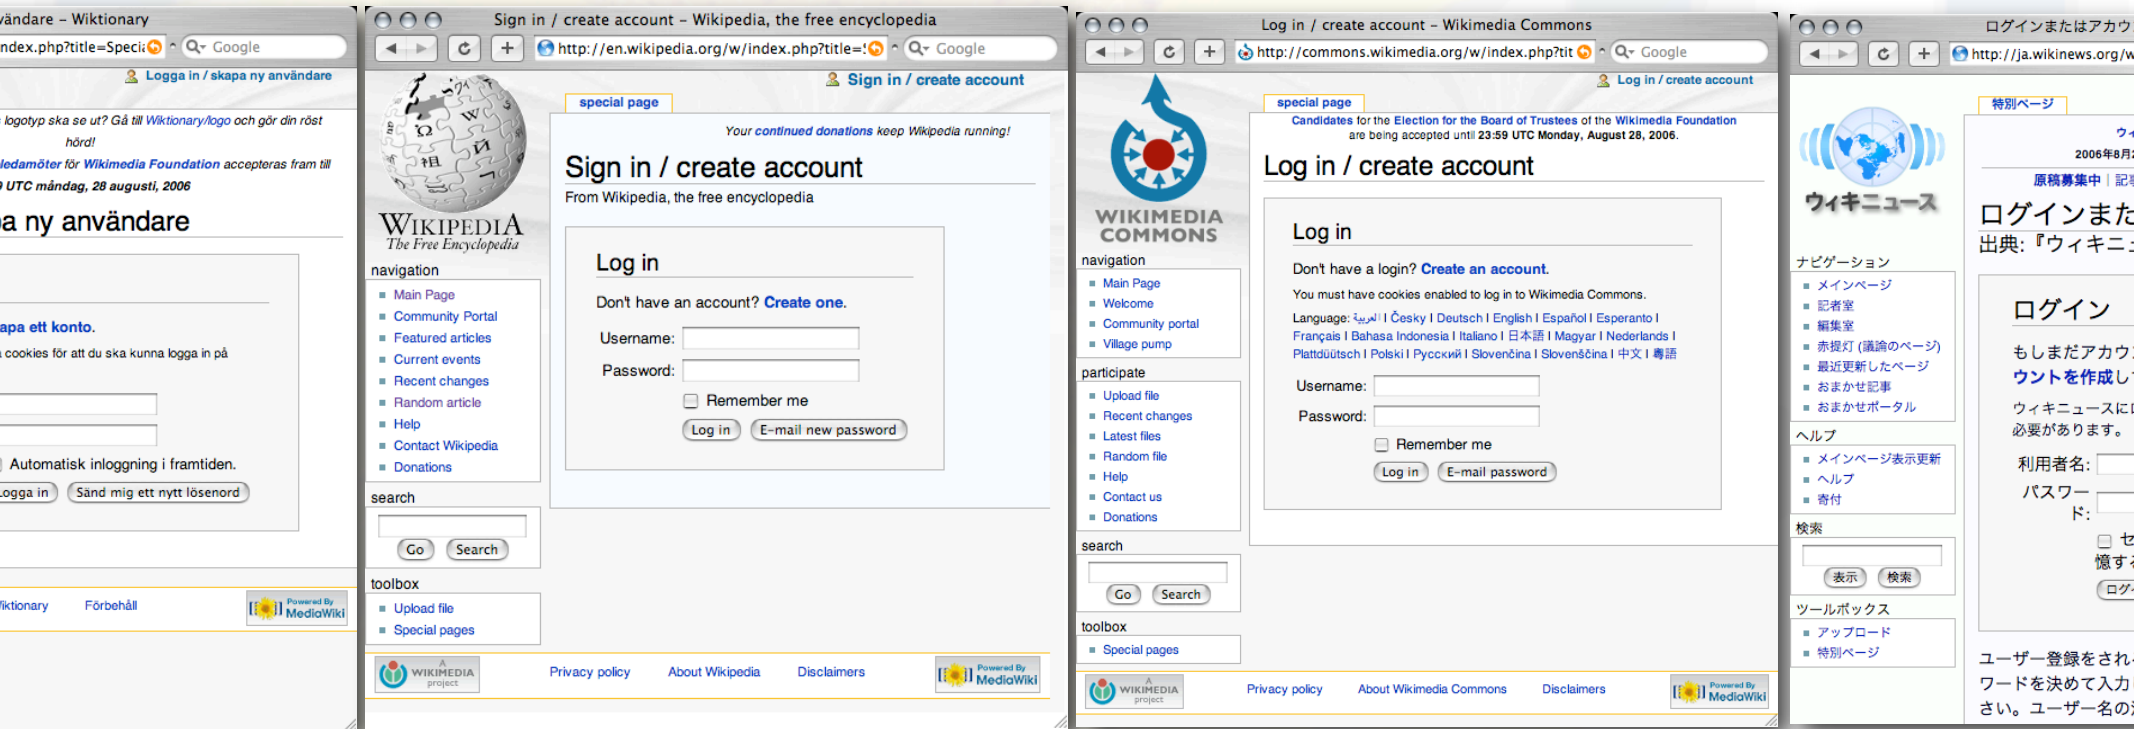 vändare – Wiktionary
ndex.php?title=Speci
Google
Logga in / skapa ny användare
logotyp ska se ut? Gå till Wiktionary/logo och gör din röst
hörd!
ledamöter för Wikimedia Foundation accepteras fram till
UTC måndag, 28 augusti, 2006
a ny användare
apa ett konto.
cookies för att du ska kunna logga in på
Automatisk inloggning i framtiden.
Logga in
Sänd mig ett nytt lösenord
Wiktionary
Förbehåll
Powered By
MediaWiki
Sign in / create account – Wikipedia, the free encyclopedia
http://en.wikipedia.org/w/index.php?title=
Google
Sign in / create account
special page
Your continued donations keep Wikipedia running!
Sign in / create account
From Wikipedia, the free encyclopedia
WIKIPEDIA
The Free Encyclopedia
navigation
Main Page
Community Portal
Featured articles
Current events
Recent changes
Random article
Help
Contact Wikipedia
Donations
search
Go
Search
toolbox
Upload file
Special pages
Log in
Don't have an account? Create one.
Username:
Password:
Remember me
Log in
E-mail new password
A
WIKIMEDIA
project
Privacy policy
About Wikipedia
Disclaimers
Powered By
MediaWiki
Log in / create account – Wikimedia Commons
http://commons.wikimedia.org/w/index.php?tit
Google
Log in / create account
special page
Candidates for the Election for the Board of Trustees of the Wikimedia Foundation
are being accepted until 23:59 UTC Monday, August 28, 2006.
Log in / create account
WIKIMEDIA
COMMONS
navigation
Main Page
Welcome
Community portal
Village pump
participate
Upload file
Recent changes
Latest files
Random file
Help
Contact us
Donations
search
Go
Search
toolbox
Special pages
Log in
Don't have a login? Create an account.
You must have cookies enabled to log in to Wikimedia Commons.
Language: العربية | Česky | Deutsch | English | Español | Esperanto |
Français | Bahasa Indonesia | Italiano | 日本語 | Magyar | Nederlands |
Plattdüütsch | Polski | Русский | Slovenčina | Slovenščina | 中文 | 粵語
Username:
Password:
Remember me
Log in
E-mail password
A
WIKIMEDIA
project
Privacy policy
About Wikimedia Commons
Disclaimers
Powered By
MediaWiki
ログインまたはアカウ
http://ja.wikinews.org/w
特別ページ
ウィ
2006年8月2
原稿募集中 | 記事
ログインまた
出典:『ウィキニュ
ウィキニュース
ナビゲーション
メインページ
記者室
編集室
赤提灯 (議論のページ)
最近更新したページ
おまかせ記事
おまかせポータル
ヘルプ
メインページ表示更新
ヘルプ
寄付
検索
表示
検索
ツールボックス
アップロード
特別ページ
ログイン
もしまだアカウ
ウントを作成し
ウィキニュースに
必要があります。
利用者名:
パスワー
ド:
セ
憶する
ログイ
ユーザー登録をされ
ワードを決めて入力
さい。ユーザー名の